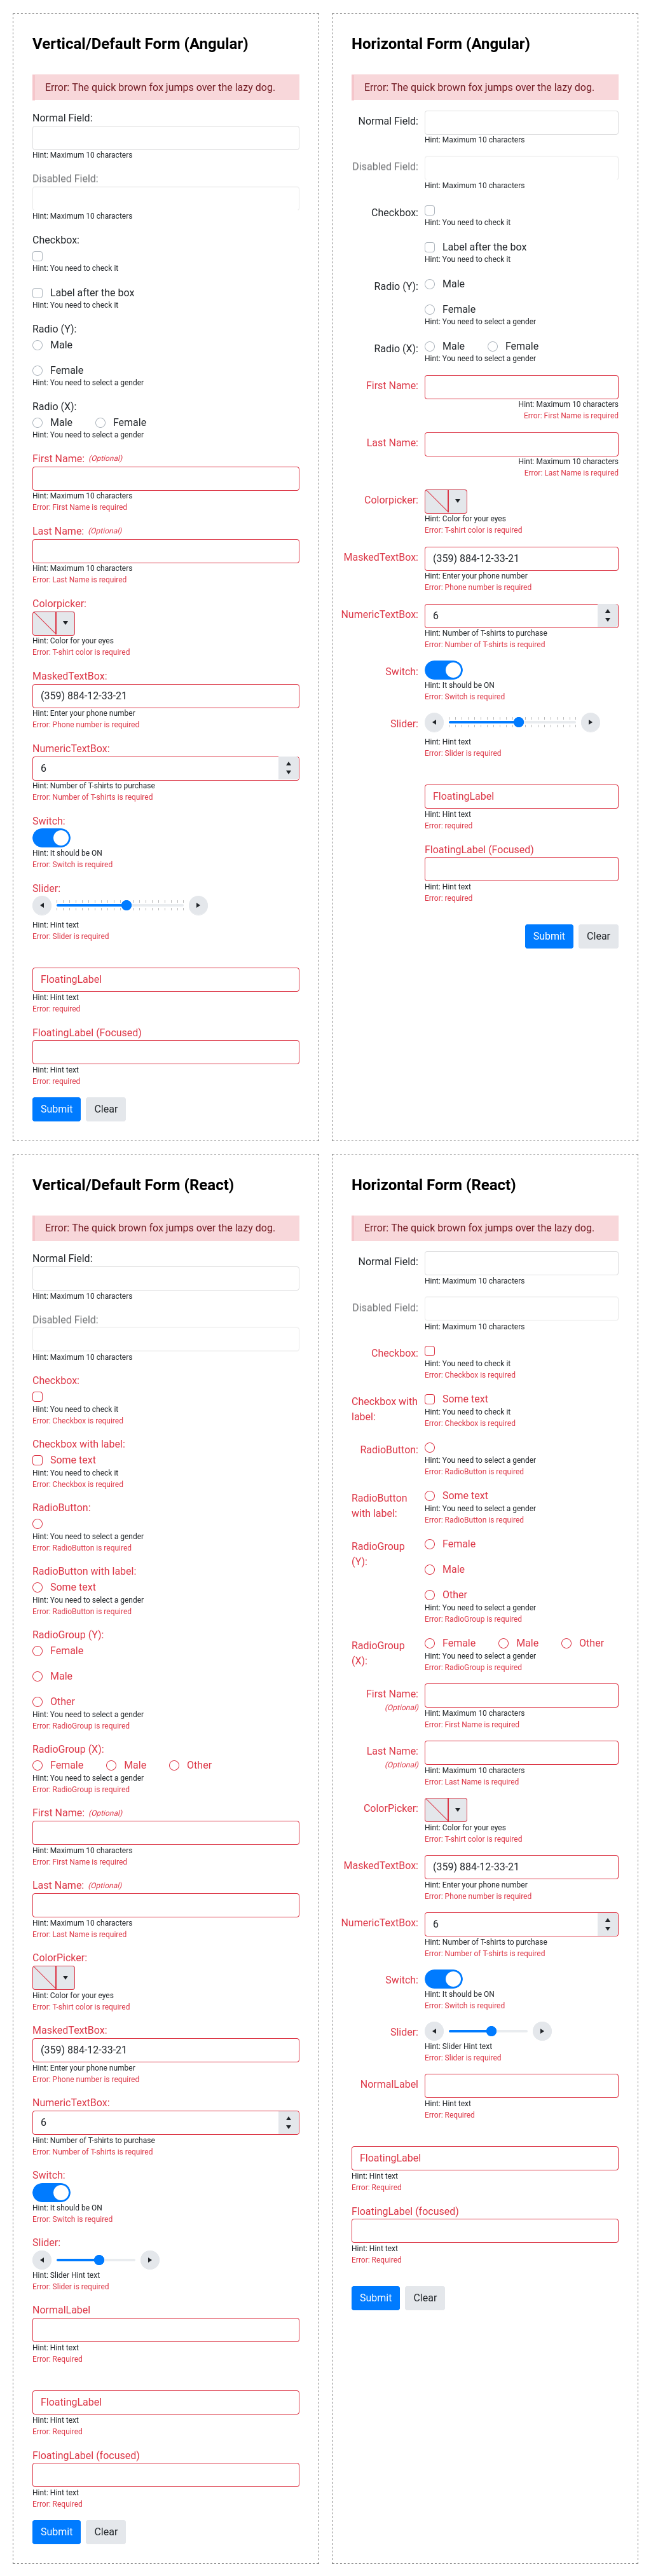 Vertical/Default Form (Angular)
Error: The quick brown fox jumps over the lazy dog.
Normal Field:
Hint: Maximum 10 characters
Disabled Field:
Hint: Maximum 10 characters
Checkbox:
Hint: You need to check it
Label after the box
Hint: You need to check it
Radio (Y):
Male
Female
Hint: You need to select a gender
Radio (X):
Male Female
Hint: You need to select a gender
First Name: (Optional)
Hint: Maximum 10 characters
Error: First Name is required
Last Name: (Optional)
Hint: Maximum 10 characters
Error: Last Name is required
Colorpicker:
Hint: Color for your eyes
Error: T-shirt color is required
MaskedTextBox:
(359) 884-12-33-21
Hint: Enter your phone number
Error: Phone number is required
NumericTextBox:
6
Hint: Number of T-shirts to purchase
Error: Number of T-shirts is required
Switch:
Hint: It should be ON
Error: Switch is required
Slider:
Hint: Hint text
Error: Slider is required
FloatingLabel
Hint: Hint text
Error: required
FloatingLabel (Focused)
Hint: Hint text
Error: required
Submit Clear
Horizontal Form (Angular)
Error: The quick brown fox jumps over the lazy dog.
Normal Field:
Hint: Maximum 10 characters
Disabled Field:
Hint: Maximum 10 characters
Checkbox:
Hint: You need to check it
Label after the box
Hint: You need to check it
Radio (Y): Male
Female
Hint: You need to select a gender
Radio (X): Male Female
Hint: You need to select a gender
First Name:
Hint: Maximum 10 characters
Error: First Name is required
Last Name:
Hint: Maximum 10 characters
Error: Last Name is required
Colorpicker:
Hint: Color for your eyes
Error: T-shirt color is required
MaskedTextBox: (359) 884-12-33-21
Hint: Enter your phone number
Error: Phone number is required
NumericTextBox: 6
Hint: Number of T-shirts to purchase
Error: Number of T-shirts is required
Switch:
Hint: It should be ON
Error: Switch is required
Slider:
Hint: Hint text
Error: Slider is required
FloatingLabel
Hint: Hint text
Error: required
FloatingLabel (Focused)
Hint: Hint text
Error: required
Submit Clear
Vertical/Default Form (React)
Error: The quick brown fox jumps over the lazy dog.
Normal Field:
Hint: Maximum 10 characters
Disabled Field:
Hint: Maximum 10 characters
Checkbox:
Hint: You need to check it
Error: Checkbox is required
Checkbox with label:
Some text
Hint: You need to check it
Error: Checkbox is required
RadioButton:
Hint: You need to select a gender
Error: RadioButton is required
RadioButton with label:
Some text
Hint: You need to select a gender
Error: RadioButton is required
RadioGroup (Y):
Female
Male
Other
Hint: You need to select a gender
Error: RadioGroup is required
RadioGroup (X):
Female Male Other
Hint: You need to select a gender
Error: RadioGroup is required
First Name: (Optional)
Hint: Maximum 10 characters
Error: First Name is required
Last Name: (Optional)
Hint: Maximum 10 characters
Error: Last Name is required
ColorPicker:
Hint: Color for your eyes
Error: T-shirt color is required
MaskedTextBox:
(359) 884-12-33-21
Hint: Enter your phone number
Error: Phone number is required
NumericTextBox:
6
Hint: Number of T-shirts to purchase
Error: Number of T-shirts is required
Switch:
Hint: It should be ON
Error: Switch is required
Slider:
Hint: Slider Hint text
Error: Slider is required
NormalLabel
Hint: Hint text
Error: Required
FloatingLabel
Hint: Hint text
Error: Required
FloatingLabel (focused)
Hint: Hint text
Error: Required
Submit Clear
Horizontal Form (React)
Error: The quick brown fox jumps over the lazy dog.
Normal Field:
Hint: Maximum 10 characters
Disabled Field:
Hint: Maximum 10 characters
Checkbox:
Hint: You need to check it
Error: Checkbox is required
Checkbox with Some text
label:
Hint: You need to check it
Error: Checkbox is required
RadioButton:
Hint: You need to select a gender
Error: RadioButton is required
RadioButton Some text
with label:
Hint: You need to select a gender
Error: RadioButton is required
RadioGroup Female
(Y):
Male
Other
Hint: You need to select a gender
Error: RadioGroup is required
RadioGroup Female Male Other
(X):
Hint: You need to select a gender
Error: RadioGroup is required
First Name:
(Optional)
Hint: Maximum 10 characters
Error: First Name is required
Last Name:
(Optional)
Hint: Maximum 10 characters
Error: Last Name is required
ColorPicker:
Hint: Color for your eyes
Error: T-shirt color is required
MaskedTextBox: (359) 884-12-33-21
Hint: Enter your phone number
Error: Phone number is required
NumericTextBox: 6
Hint: Number of T-shirts to purchase
Error: Number of T-shirts is required
Switch:
Hint: It should be ON
Error: Switch is required
Slider:
Hint: Slider Hint text
Error: Slider is required
NormalLabel
Hint: Hint text
Error: Required
FloatingLabel
Hint: Hint text
Error: Required
FloatingLabel (focused)
Hint: Hint text
Error: Required
Submit Clear